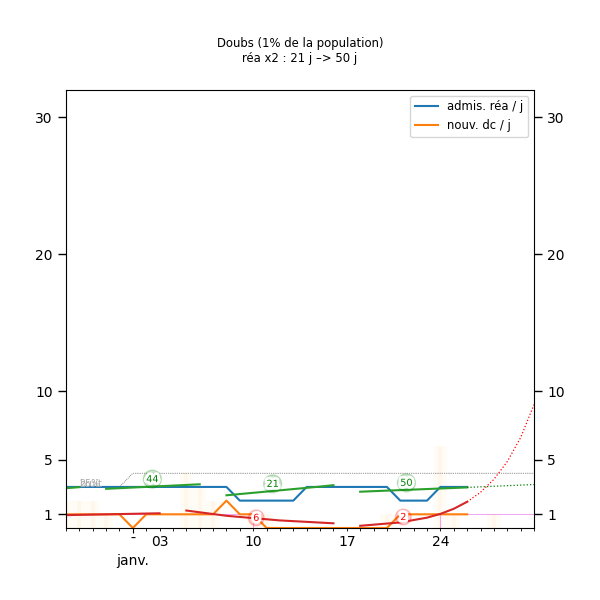 Doubs (1% de la population)
réa x2 : 21 j –> 50 j
admis. réa / j
nouv. dc / j
30 30
20 20
10 10
5 5
1 1
44 21 50
6 2
- 03 10 17 24
janv.